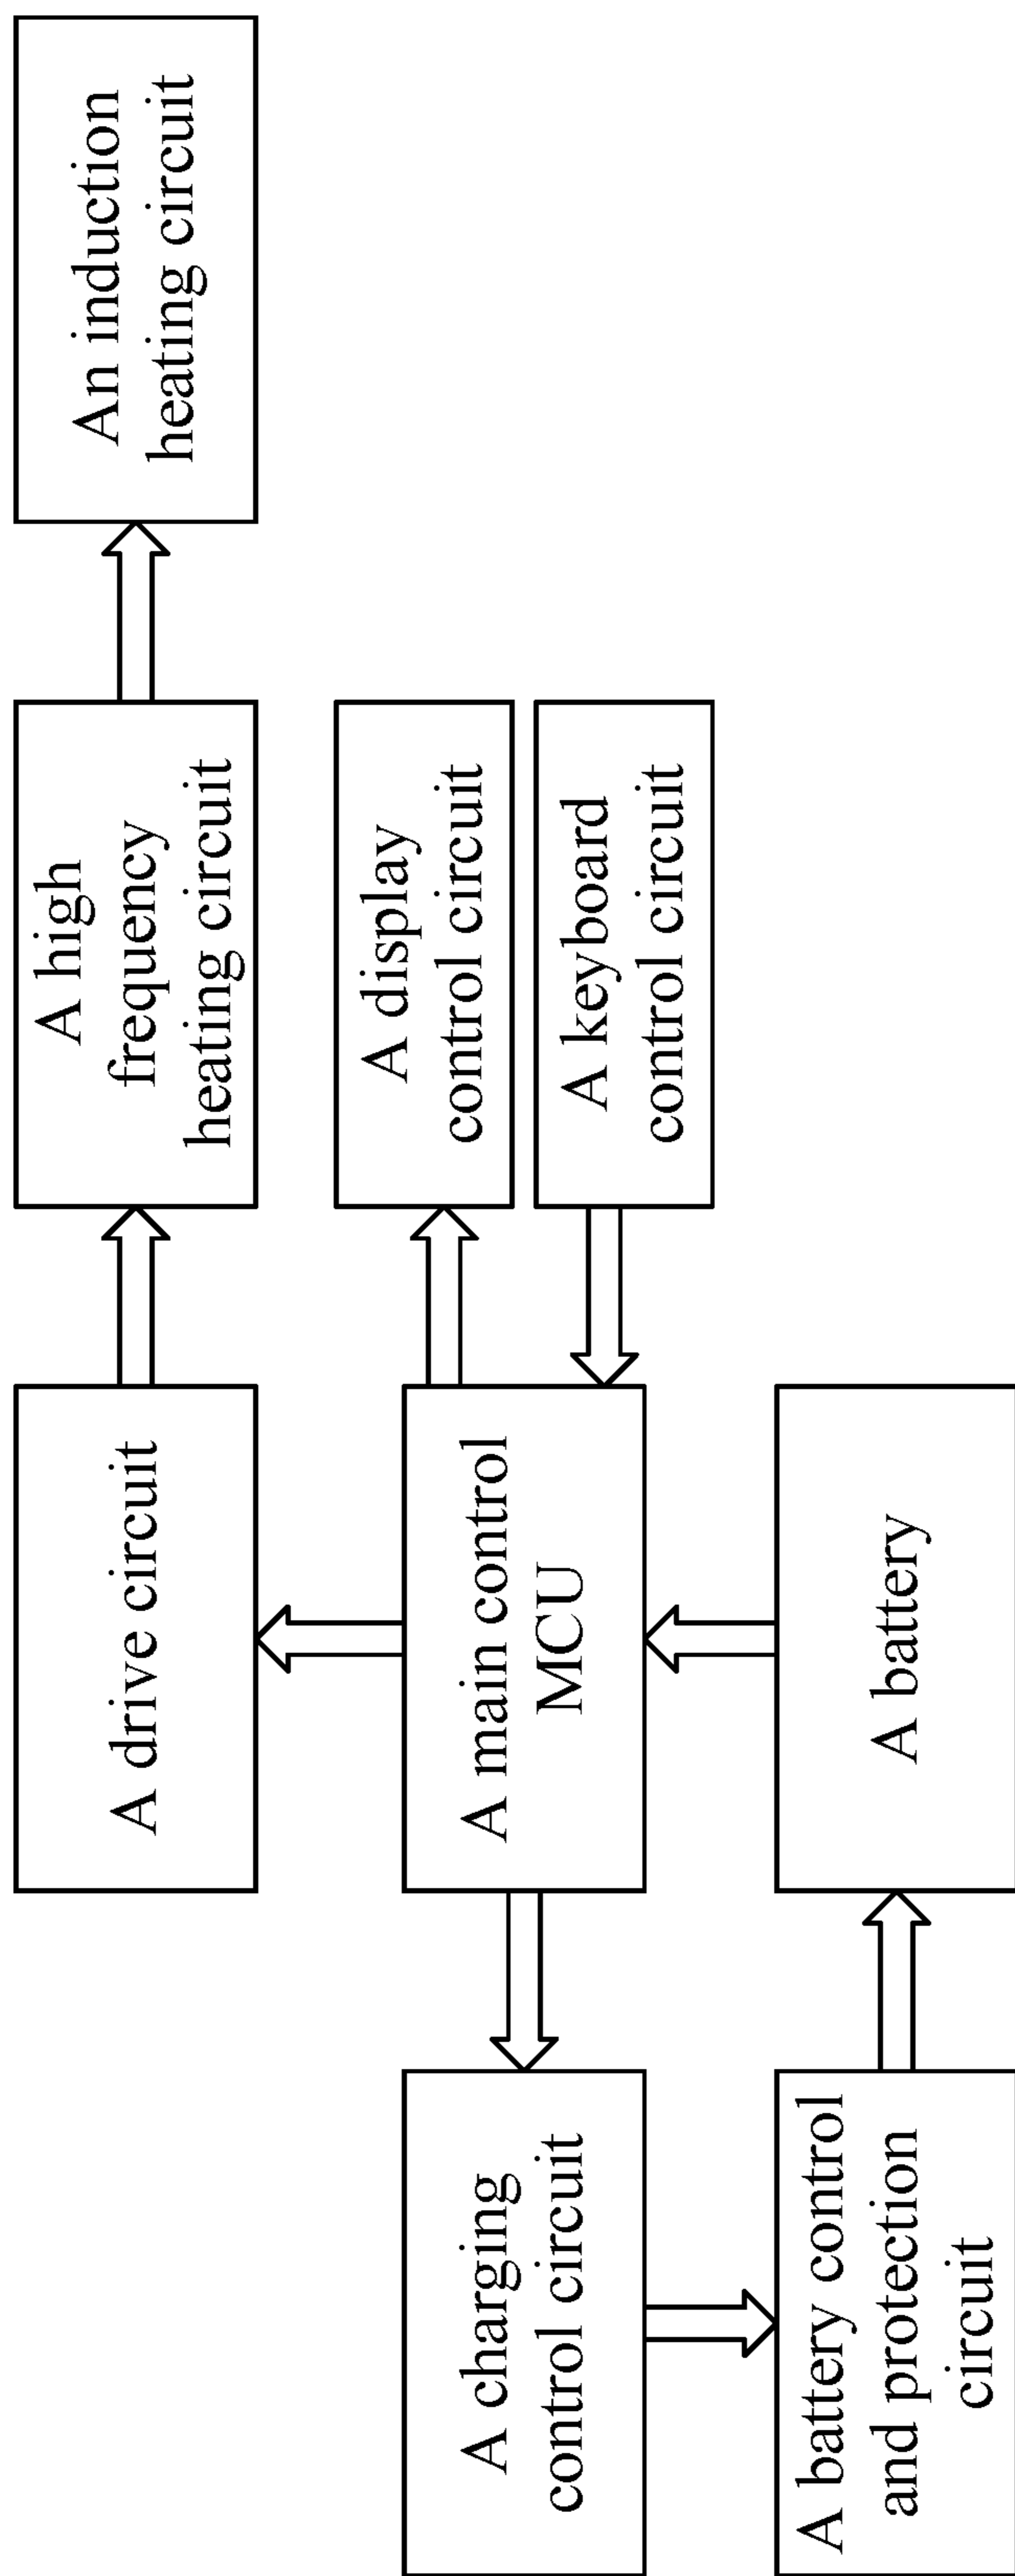 A drive circuit
A high
frequency
heating circuit
An induction
heating circuit
A charging
control circuit
A main control
MCU
A display
control circuit
A keyboard
control circuit
A battery control
and protection
circuit
A battery